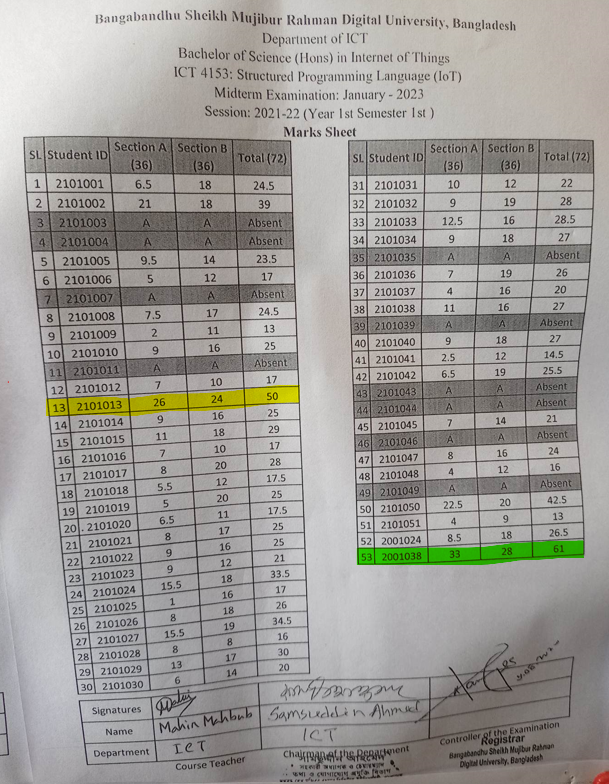 Bangabandhu Sheikh Mujibur Rahman Digital University, Bangladesh
Department of ICT
Bachelor of Science (Hons) in Internet of Things
ICT 4153: Structured Programming Language (IoT)
Midterm Examination: January - 2023
Session: 2021-22 (Year 1st Semester 1st )
Marks Sheet
SL Student ID Section A (36) Section B (36) Total (72)
1 2101001 6.5 18 24.5
2 2101002 21 18 39
3 2101003 A A Absent
4 2101004 A A Absent
5 2101005 9.5 14 23.5
6 2101006 5 12 17
7 2101007 A A Absent
8 2101008 7.5 17 24.5
9 2101009 2 11 13
10 2101010 9 16 25
11 2101011 A A Absent
12 2101012 7 10 17
13 2101013 26 24 50
14 2101014 9 16 25
15 2101015 11 18 29
16 2101016 7 10 17
17 2101017 8 20 28
18 2101018 5.5 12 17.5
19 2101019 5 20 25
20 2101020 6.5 11 17.5
21 2101021 8 17 25
22 2101022 9 16 25
23 2101023 9 12 21
24 2101024 15.5 18 33.5
25 2101025 1 16 17
26 2101026 8 18 26
27 2101027 15.5 19 34.5
28 2101028 8 8 16
29 2101029 13 17 30
30 2101030 6 14 20
SL Student ID Section A (36) Section B (36) Total (72)
31 2101031 10 12 22
32 2101032 9 19 28
33 2101033 12.5 16 28.5
34 2101034 9 18 27
35 2101035 A A Absent
36 2101036 7 19 26
37 2101037 4 16 20
38 2101038 11 16 27
39 2101039 A A Absent
40 2101040 9 18 27
41 2101041 2.5 12 14.5
42 2101042 6.5 19 25.5
43 2101043 A A Absent
44 2101044 A A Absent
45 2101045 7 14 21
46 2101046 A A Absent
47 2101047 8 16 24
48 2101048 4 12 16
49 2101049 A A Absent
50 2101050 22.5 20 42.5
51 2101051 4 9 13
52 2001024 8.5 18 26.5
53 2001038 33 28 61
Signatures
Name Mahin Mahbub Samsuddin Ahmed
Department ICT ICT
Course Teacher
Chairman of the Department
Controller of the Examination
Registrar
Bangabandhu Sheikh Mujibur Rahman
Digital University, Bangladesh